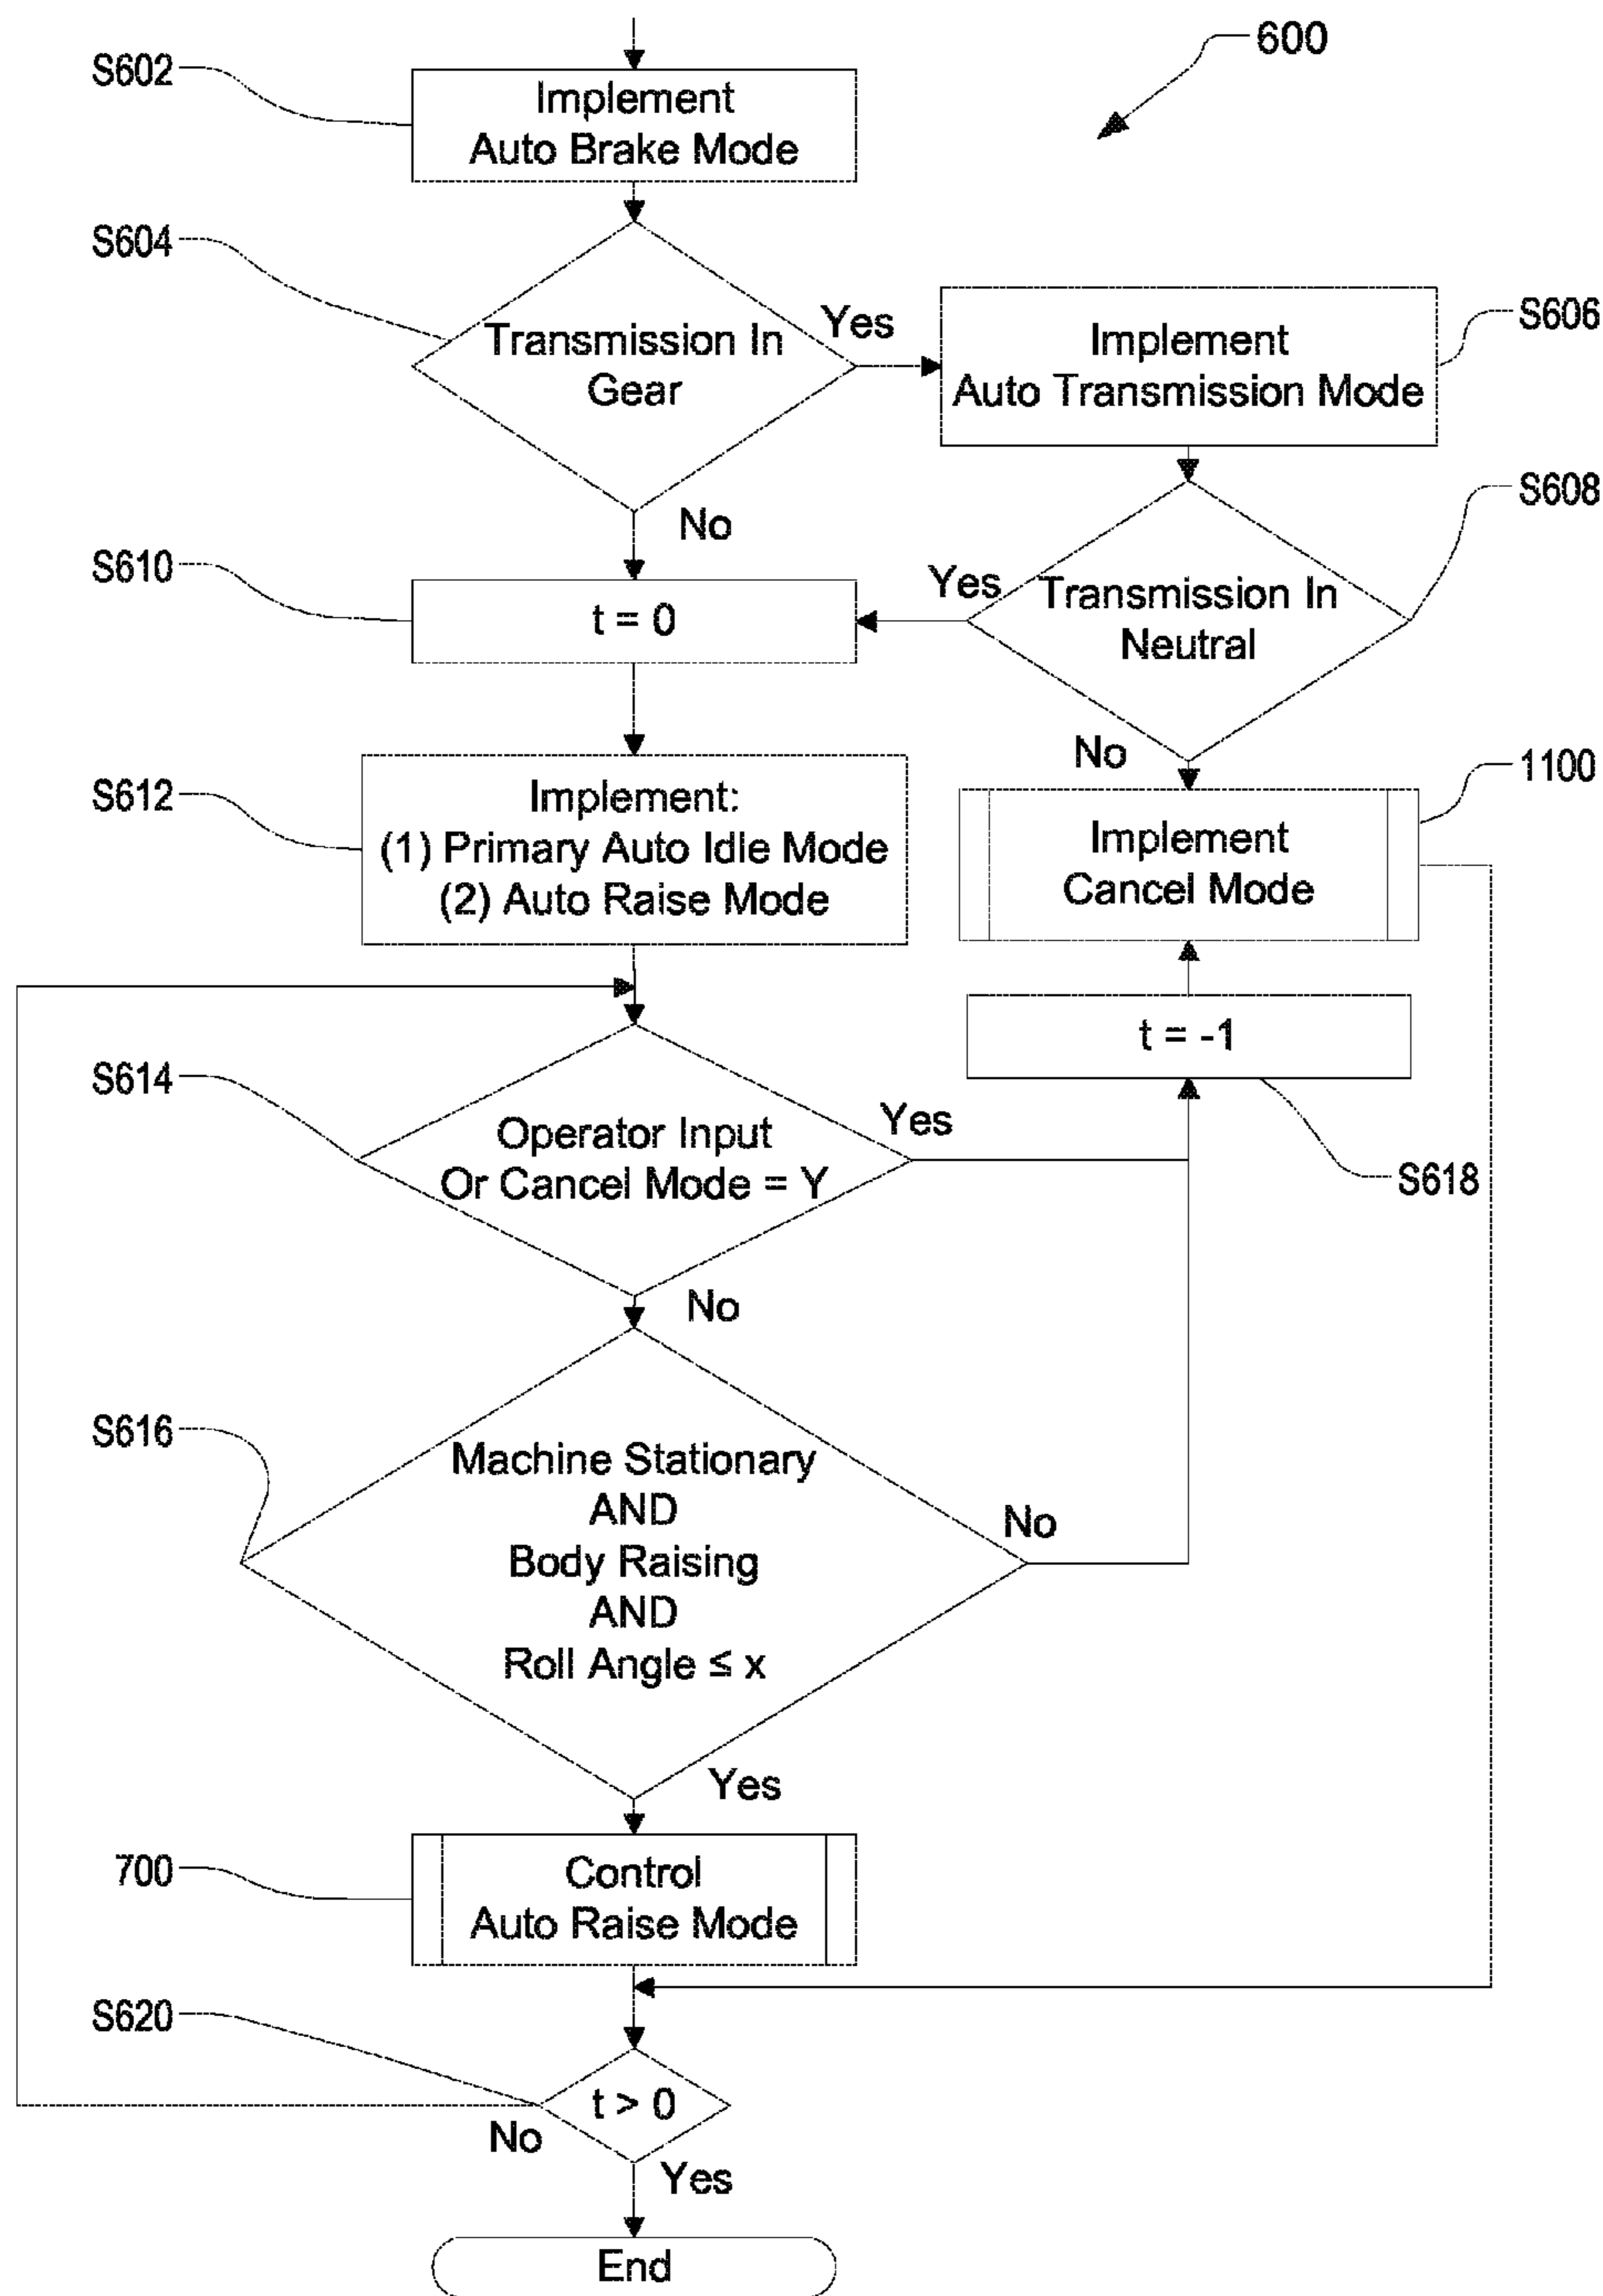 600
S602
Implement
Auto Brake Mode
S604
Transmission In
Gear
Yes
No
Implement
Auto Transmission Mode
S606
S608
Transmission In
Neutral
Yes
No
S610
t = 0
S612
Implement:
(1) Primary Auto Idle Mode
(2) Auto Raise Mode
1100
Implement
Cancel Mode
t = -1
S618
S614
Operator Input
Or Cancel Mode = Y
Yes
No
S616
Machine Stationary
AND
Body Raising
AND
Roll Angle ≤ x
No
Yes
700
Control
Auto Raise Mode
S620
t > 0
No
Yes
End